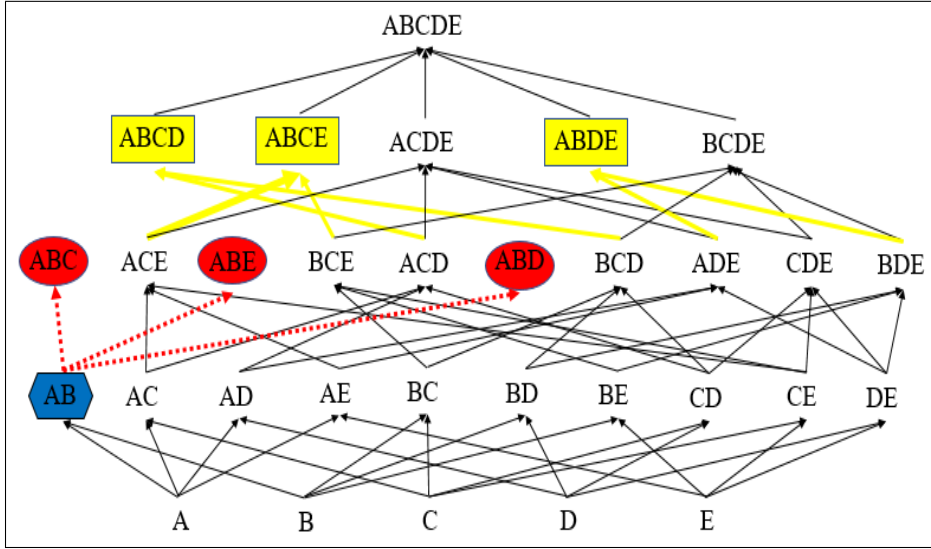 ABCDE
ABCD ABCE ACDE ABDE BCDE
ABC ACE ABE BCE ACD ABD BCD ADE CDE BDE
AB AC AD AE BC BD BE CD CE DE
A B C D E